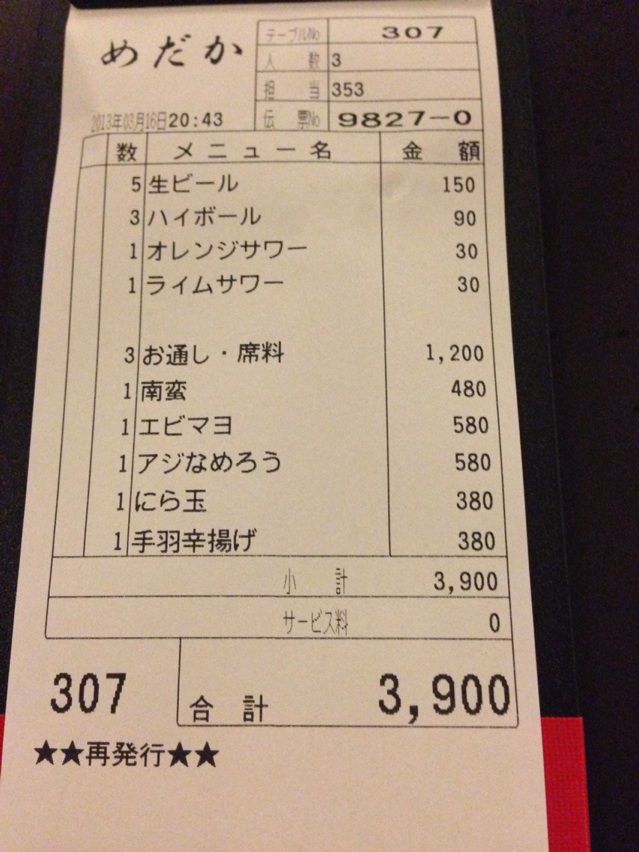 めだか
テーブルNo 307
人数 3
担当 353
2013年03月16日20:43 伝票No 9827-0
数 メニュー名 金額
5 生ビール 150
3 ハイボール 90
1 オレンジサワー 30
1 ライムサワー 30
3 お通し・席料 1,200
1 南蛮 480
1 エビマヨ 580
1 アジなめろう 580
1 にら玉 380
1 手羽辛揚げ 380
小計 3,900
サービス料 0
307 合計 3,900
★★再発行★★